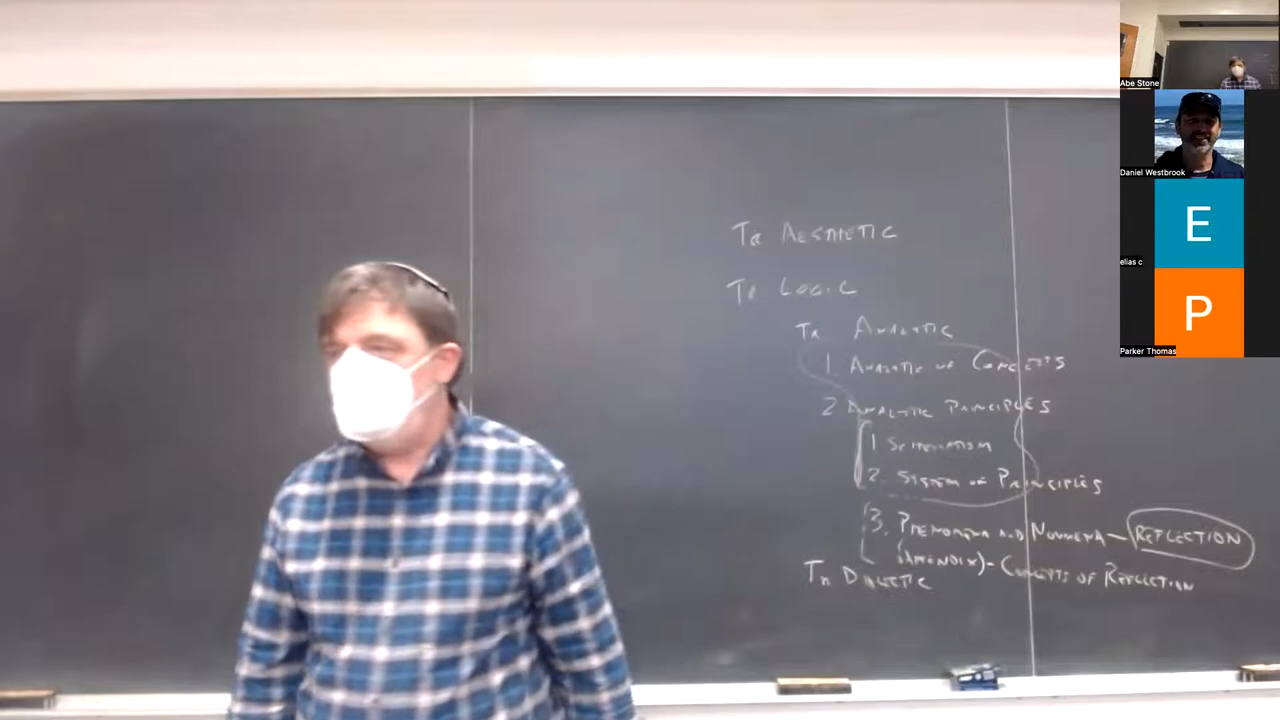 Tr AESTHETIC
Tr LOGIC
Tr ANALYTIC
1. ANALYTIC OF CONCEPTS
2 ANALYTIC PRINCIPLES
1 SCHEMATISM
2. SYSTEM OF PRINCIPLES
3. PHENOMENA AND NOUMENA - REFLECTION
(APPENDIX) - CONCEPTS OF REFLECTION
Tr DIALECTIC
Abe Stone
Daniel Westbrook
E
elias c
P
Parker Thomas